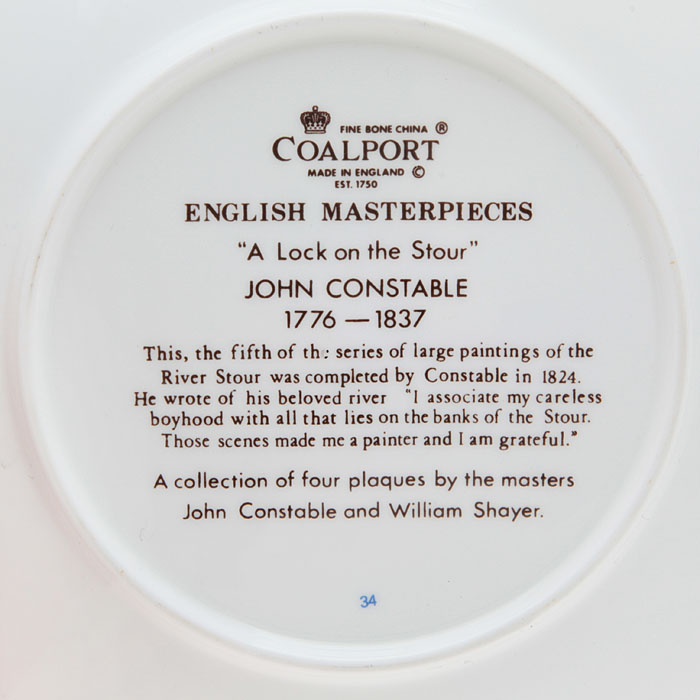 FINE BONE CHINA ®
COALPORT
MADE IN ENGLAND ©
EST. 1750
ENGLISH MASTERPIECES
"A Lock on the Stour"
JOHN CONSTABLE
1776 — 1837
This, the fifth of the series of large paintings of the
River Stour was completed by Constable in 1824.
He wrote of his beloved river "I associate my careless
boyhood with all that lies on the banks of the Stour.
Those scenes made me a painter and I am grateful."
A collection of four plaques by the masters
John Constable and William Shayer.
34